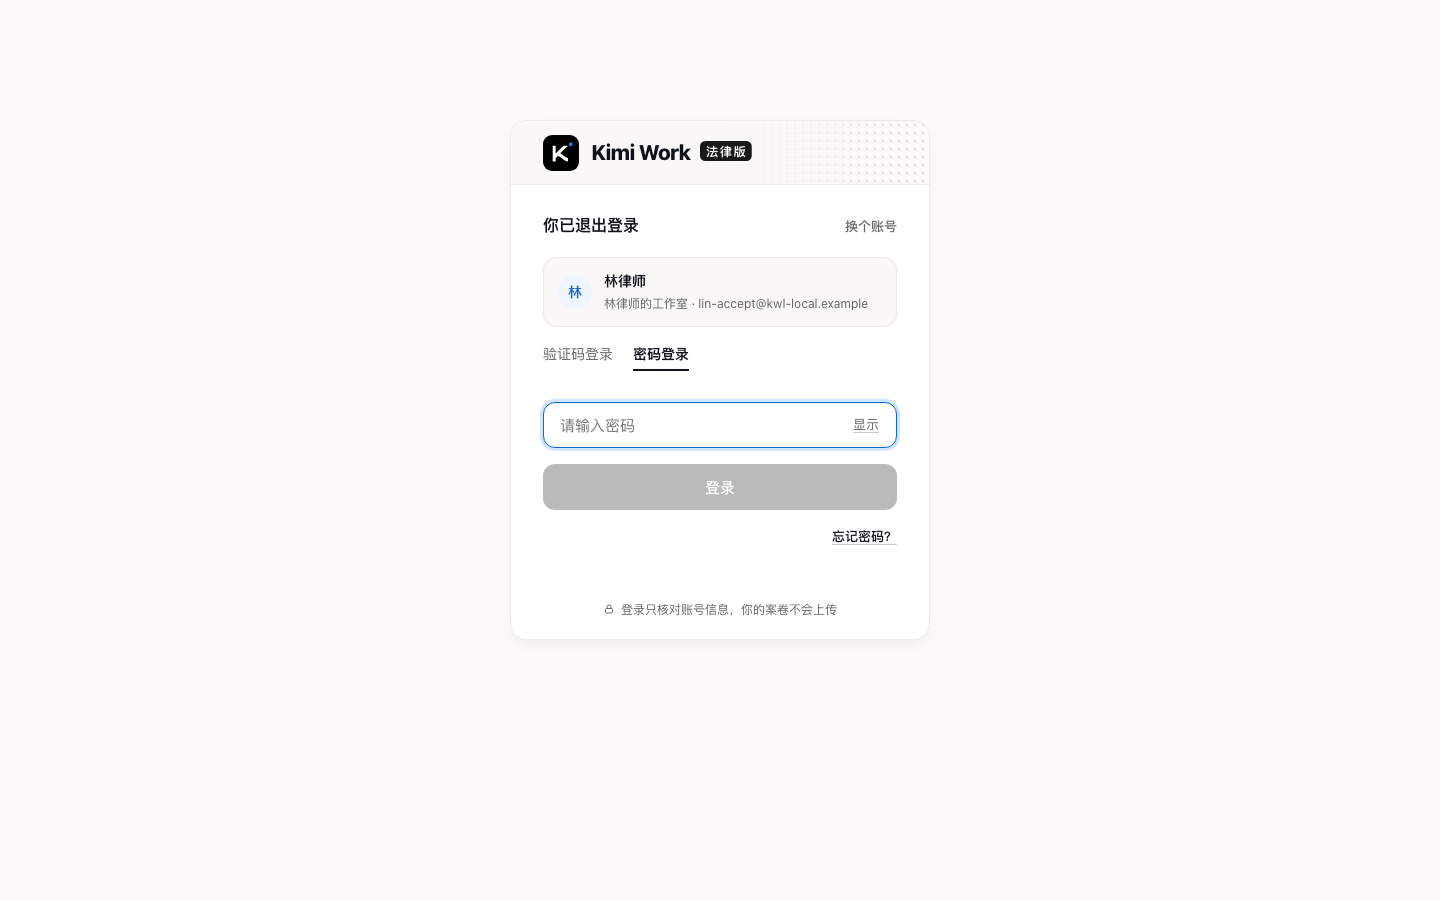 Kimi Work 法律版
你已退出登录 换个账号
林 林律师
林律师的工作室 · lin-accept@kwl-local.example
验证码登录 密码登录
请输入密码 显示
登录
忘记密码?
登录只核对账号信息，你的案卷不会上传